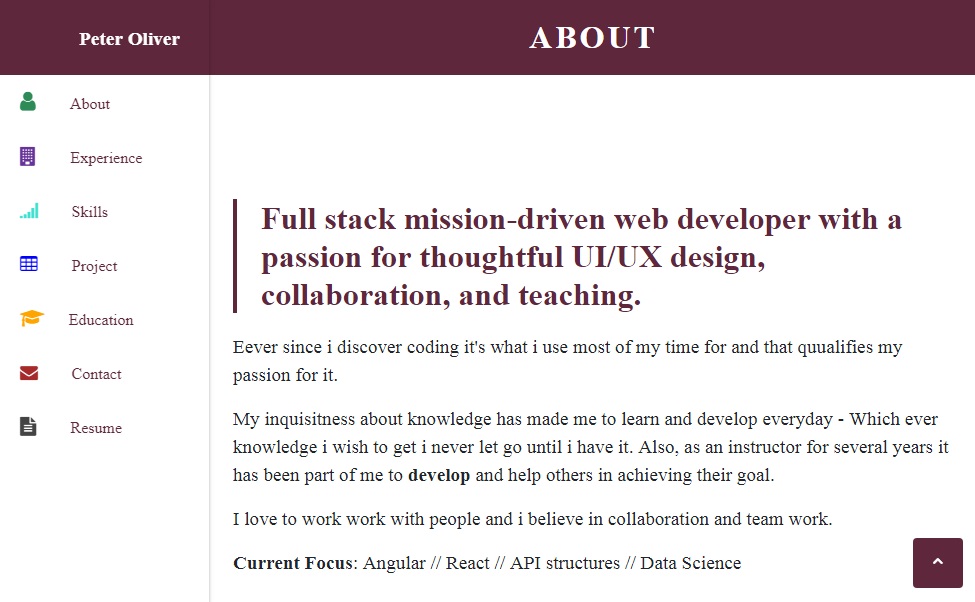 Peter Oliver
ABOUT
About
Experience
Skills
Project
Education
Contact
Resume
Full stack mission-driven web developer with a
passion for thoughtful UI/UX design,
collaboration, and teaching.
Eever since i discover coding it's what i use most of my time for and that quualifies my
passion for it.
My inquisitness about knowledge has made me to learn and develop everyday - Which ever
knowledge i wish to get i never let go until i have it. Also, as an instructor for several years it
has been part of me to develop and help others in achieving their goal.
I love to work work with people and i believe in collaboration and team work.
Current Focus: Angular // React // API structures // Data Science